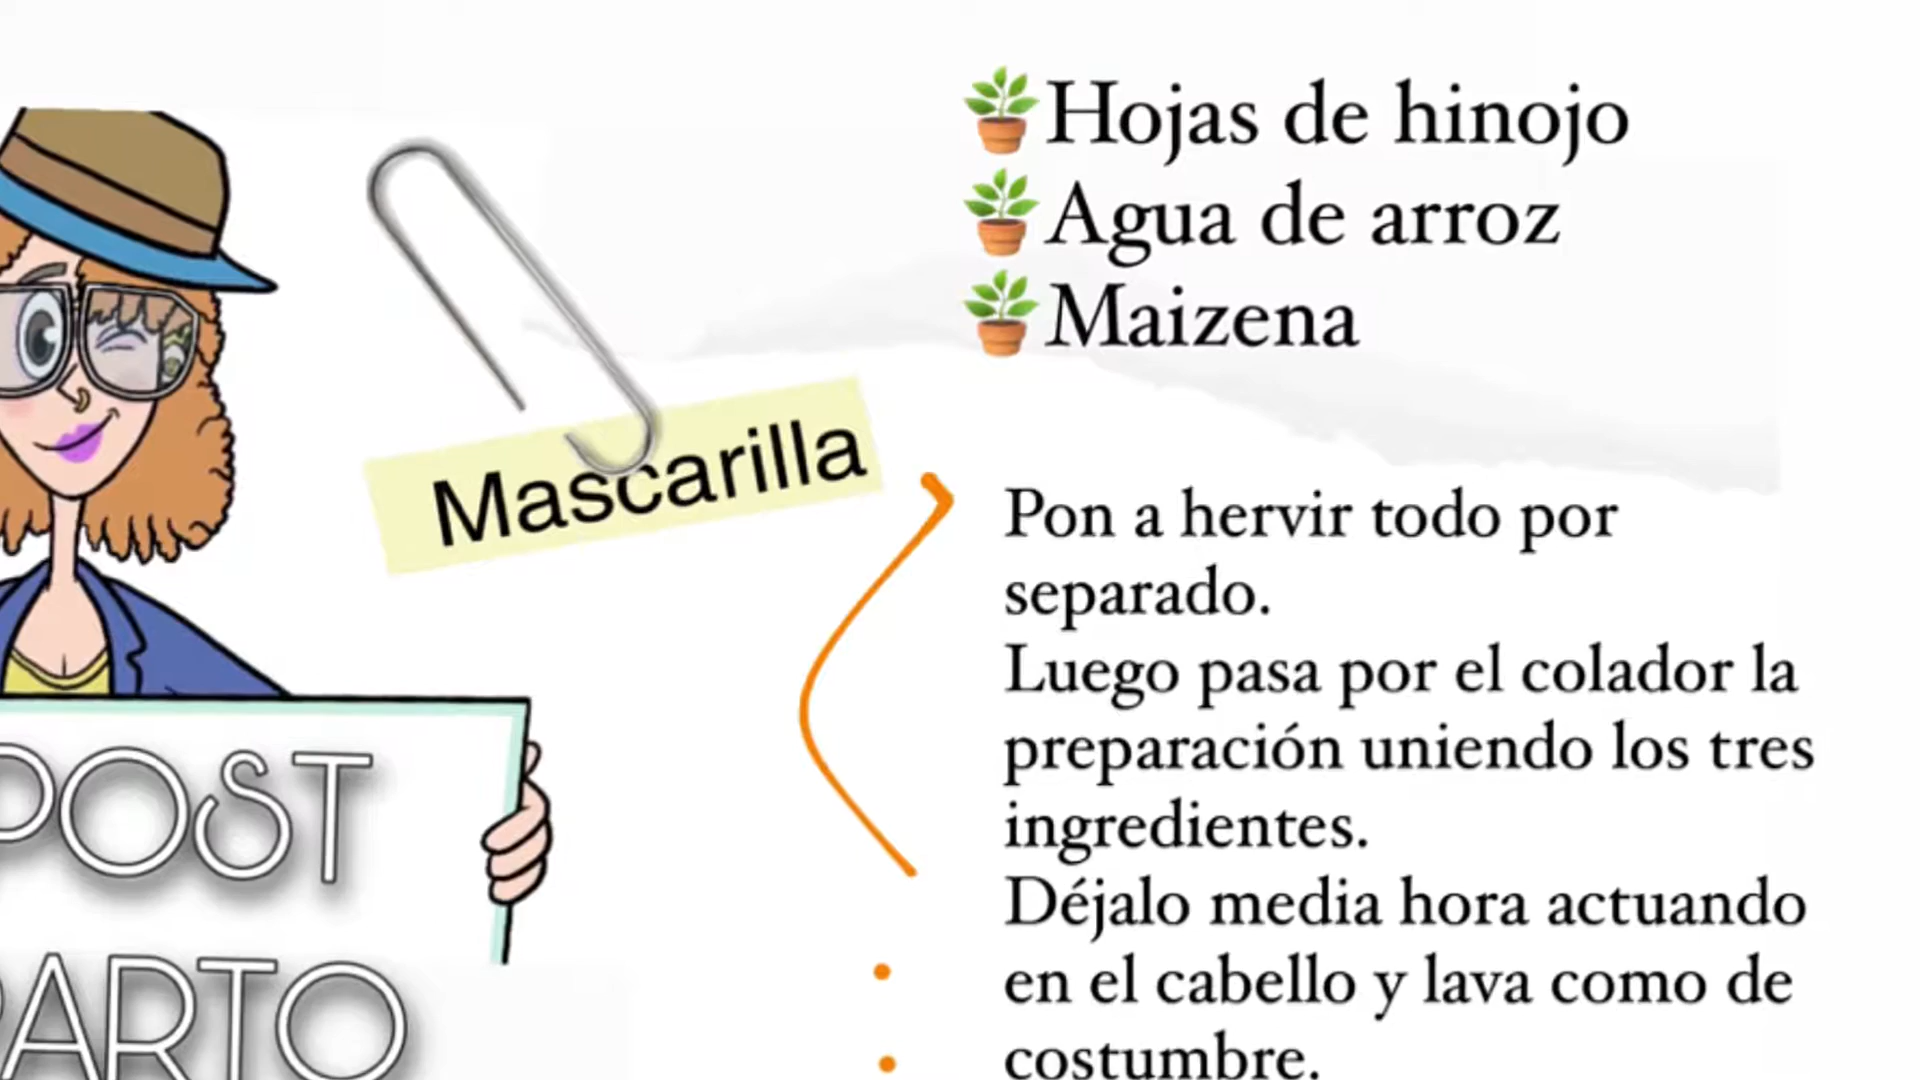 Hojas de hinojo
Agua de arroz
Maizena
Mascarilla
Pon a hervir todo por
separado.
Luego pasa por el colador la
preparación uniendo los tres
ingredientes.
Déjalo media hora actuando
en el cabello y lava como de
costumbre.
POST
PARTO